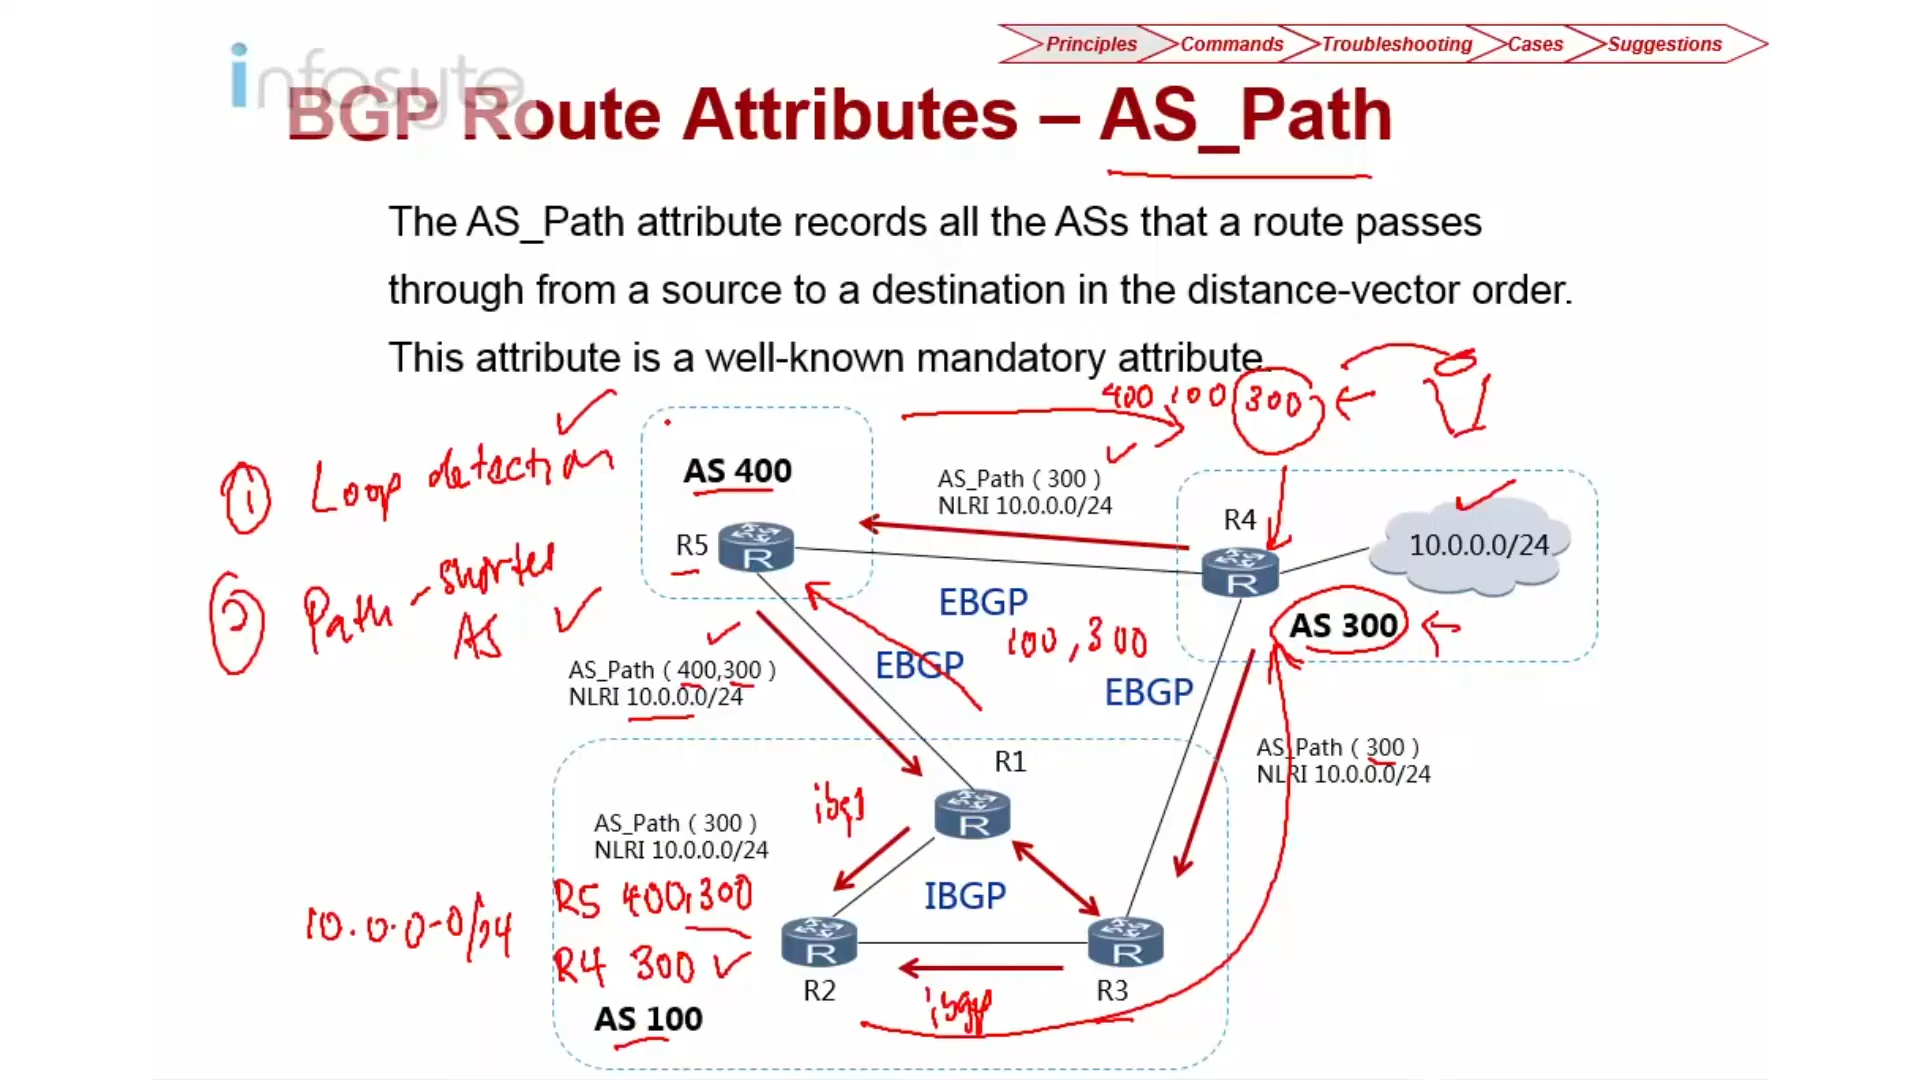 Principles Commands Troubleshooting Cases Suggestions
infosyte
BGP Route Attributes – AS_Path
The AS_Path attribute records all the ASs that a route passes
through from a source to a destination in the distance-vector order.
This attribute is a well-known mandatory attribute.
400,100,300
① Loop detection
AS 400
AS_Path ( 300 )
NLRI 10.0.0.0/24
R4
10.0.0.0/24
R5
R
R
② Path - shortes
AS
EBGP
AS 300
100,300
AS_Path ( 400,300 )
NLRI 10.0.0.0/24
EBGP
EBGP
R1
AS_Path ( 300 )
NLRI 10.0.0.0/24
ibgp
R
AS_Path ( 300 )
NLRI 10.0.0.0/24
IBGP
10.0.0.0/24
R5 400,300
R4 300
R
R
R2
R3
ibgp
AS 100